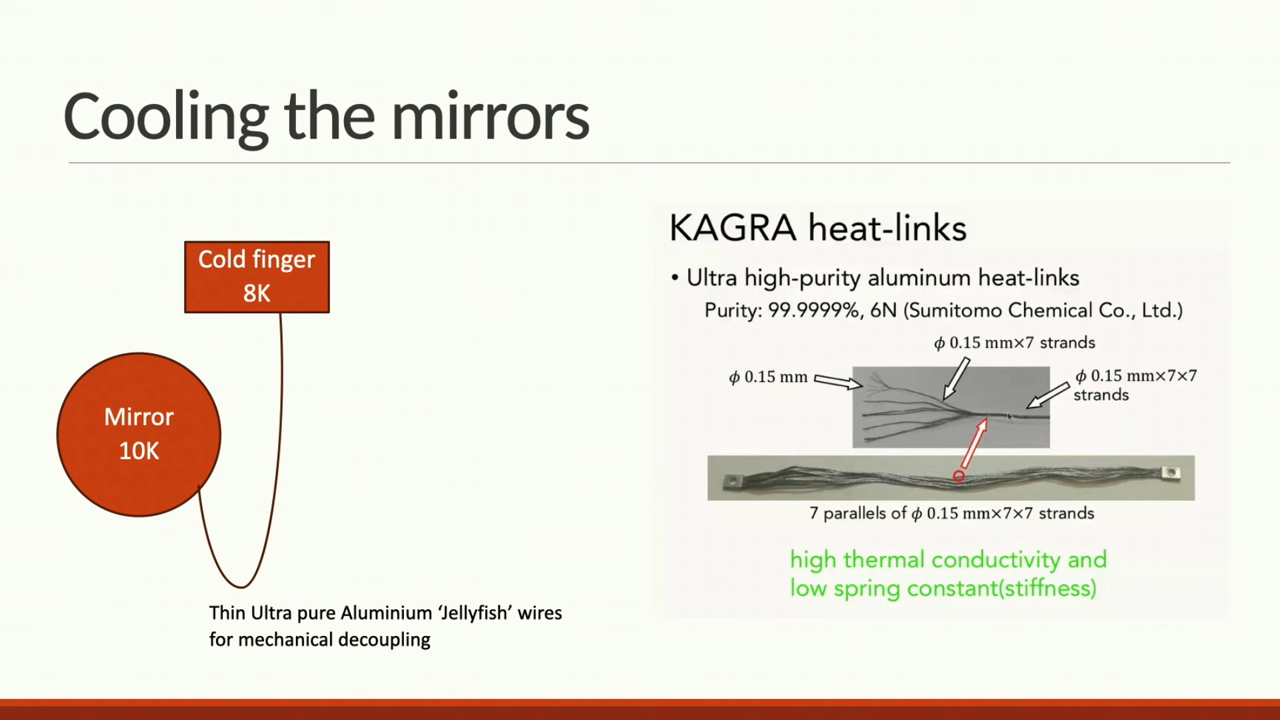 Cooling the mirrors
Cold finger
8K
Mirror
10K
Thin Ultra pure Aluminium ‘Jellyfish’ wires
for mechanical decoupling
KAGRA heat-links
• Ultra high-purity aluminum heat-links
Purity: 99.9999%, 6N (Sumitomo Chemical Co., Ltd.)
ϕ 0.15 mm×7 strands
ϕ 0.15 mm
ϕ 0.15 mm×7×7
strands
7 parallels of ϕ 0.15 mm×7×7 strands
high thermal conductivity and
low spring constant(stiffness)